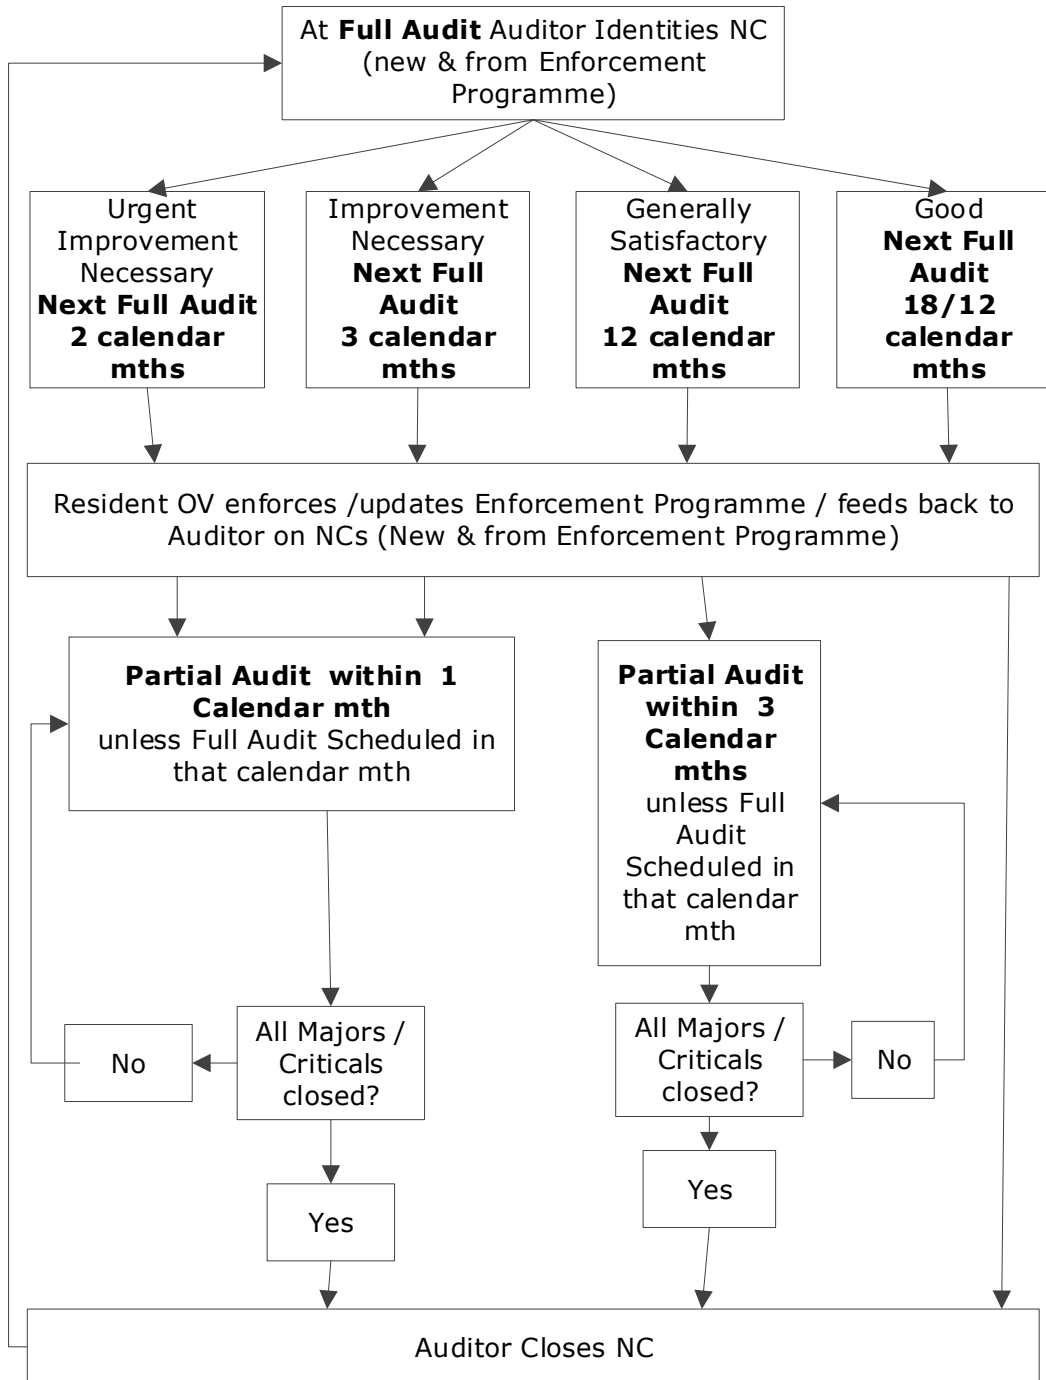 At Full Audit Auditor Identities NC
(new & from Enforcement
Programme)
Urgent
Improvement
Necessary
Next Full Audit
2 calendar
mths
Improvement
Necessary
Next Full
Audit
3 calendar
mths
Generally
Satisfactory
Next Full
Audit
12 calendar
mths
Good
Next Full
Audit
18/12
calendar
mths
Resident OV enforces /updates Enforcement Programme / feeds back to
Auditor on NCs (New & from Enforcement Programme)
Partial Audit within 1
Calendar mth
unless Full Audit Scheduled in
that calendar mth
Partial Audit
within 3
Calendar
mths
unless Full
Audit
Scheduled in
that calendar
mth
No
All Majors /
Criticals
closed?
All Majors /
Criticals
closed?
No
Yes
Yes
Auditor Closes NC